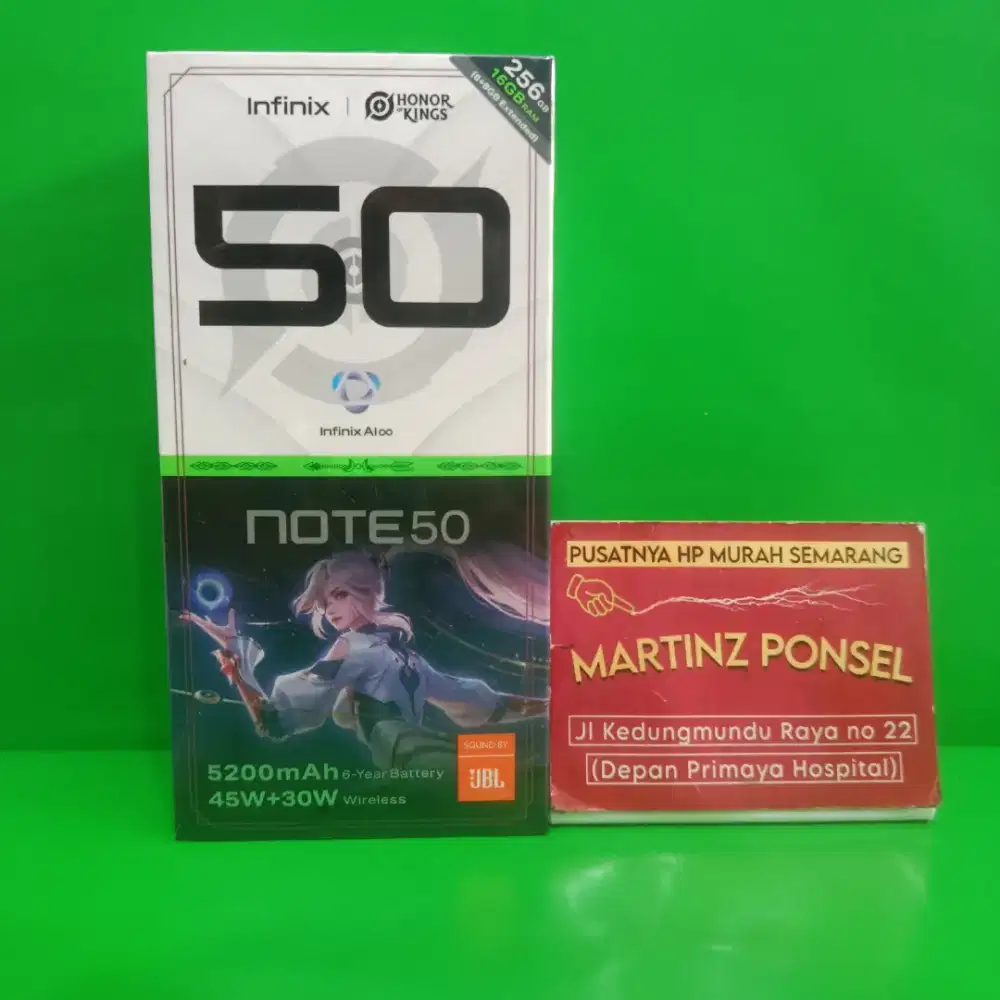 Infinix | HONOR OF KINGS
256GB
16GB RAM
(8+8GB Extended)
50
Infinix AI∞
NOTE 50
SOUND BY
JBL
5200mAh 6-Year Battery
45W+30W Wireless
PUSATNYA HP MURAH SEMARANG
MARTINZ PONSEL
Jl Kedungmundu Raya no 22
(Depan Primaya Hospital)